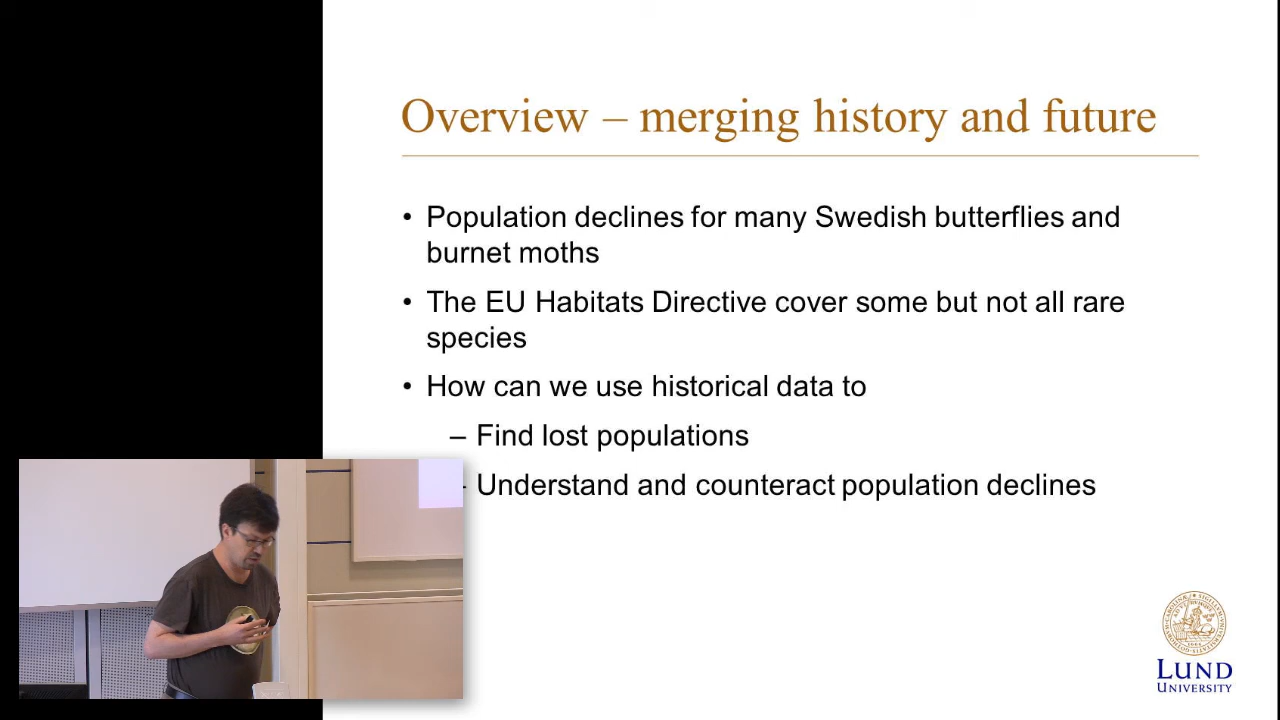 Overview – merging history and future
• Population declines for many Swedish butterflies and
burnet moths
• The EU Habitats Directive cover some but not all rare
species
• How can we use historical data to
– Find lost populations
- Understand and counteract population declines
LUND
UNIVERSITY